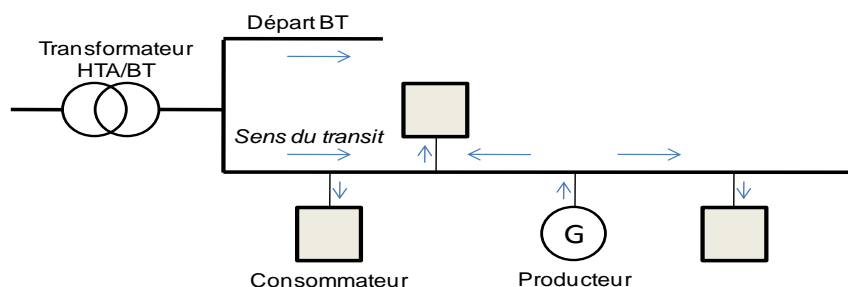 Départ BT
Transformateur
HTA/BT
Sens du transit
G
Consommateur
Producteur